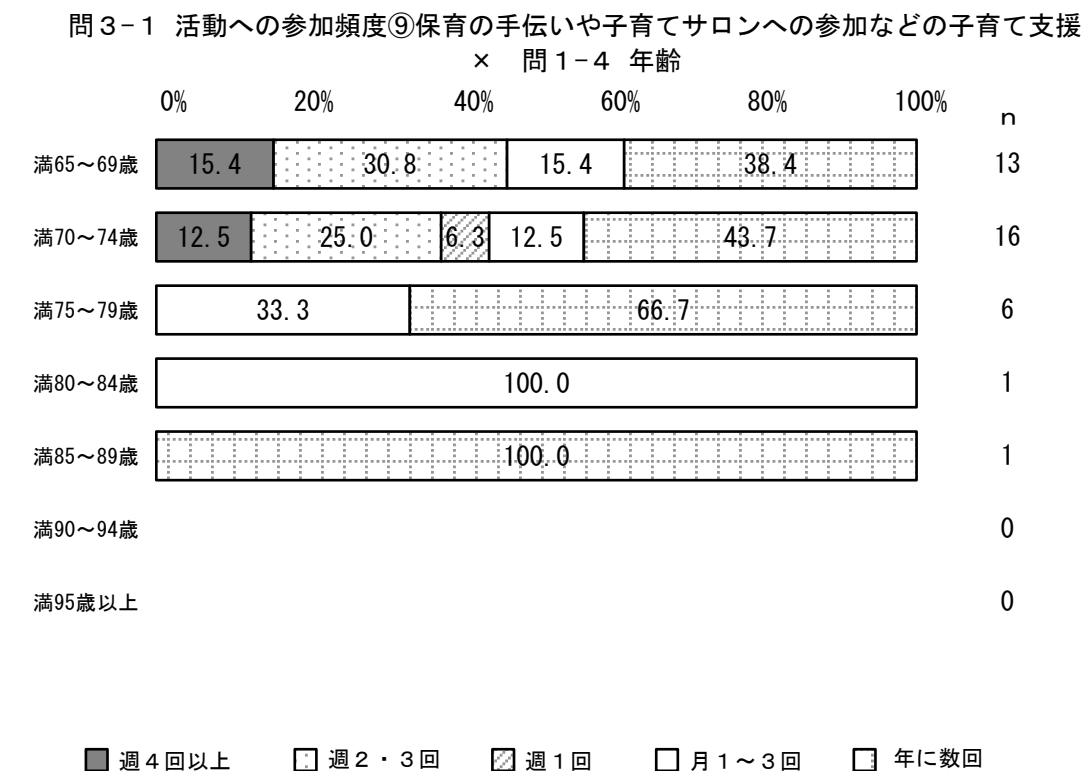 問３−１ 活動への参加頻度⑨保育の手伝いや子育てサロンへの参加などの子育て支援
× 問１−４ 年齢
0% 20% 40% 60% 80% 100% n
満65～69歳 15.4 30.8 15.4 38.4 13
満70～74歳 12.5 25.0 6.3 12.5 43.7 16
満75～79歳 33.3 66.7 6
満80～84歳 100.0 1
満85～89歳 100.0 1
満90～94歳 0
満95歳以上 0
週４回以上 週２・３回 週１回 月１～３回 年に数回